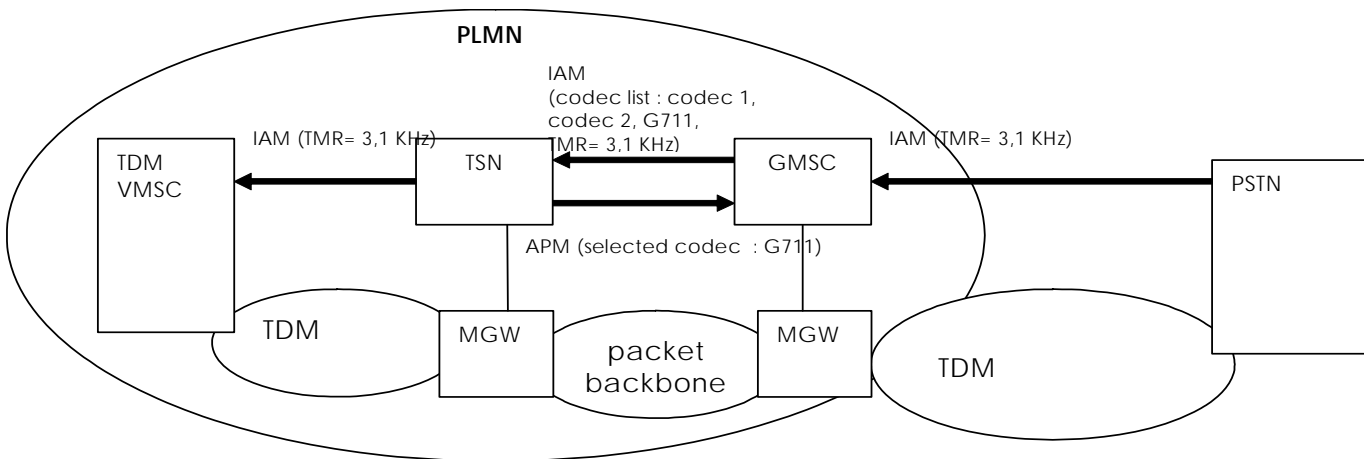 PLMN
IAM
(codec list : codec 1,
codec 2, G711,
TMR= 3,1 KHz)
IAM (TMR= 3,1 KHz)
IAM (TMR= 3,1 KHz)
TDM
VMSC
TSN
GMSC
PSTN
APM (selected codec : G711)
TDM
MGW
packet
backbone
MGW
TDM